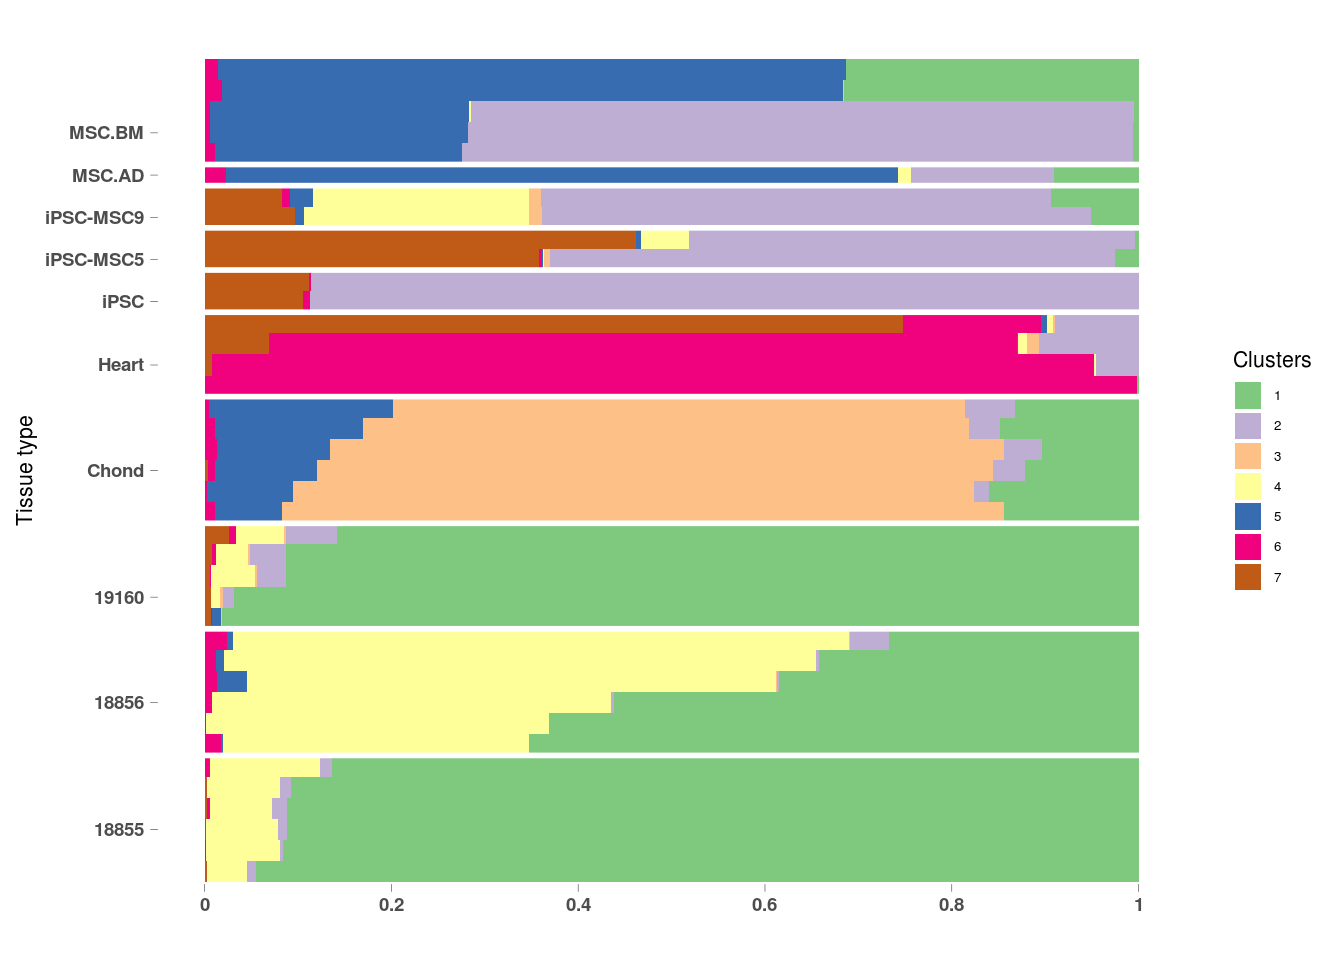 MSC.BM
MSC.AD
iPSC-MSC9
iPSC-MSC5
iPSC
Heart
Chond
19160
18856
18855
Tissue type
0 0.2 0.4 0.6 0.8 1
Clusters
1
2
3
4
5
6
7